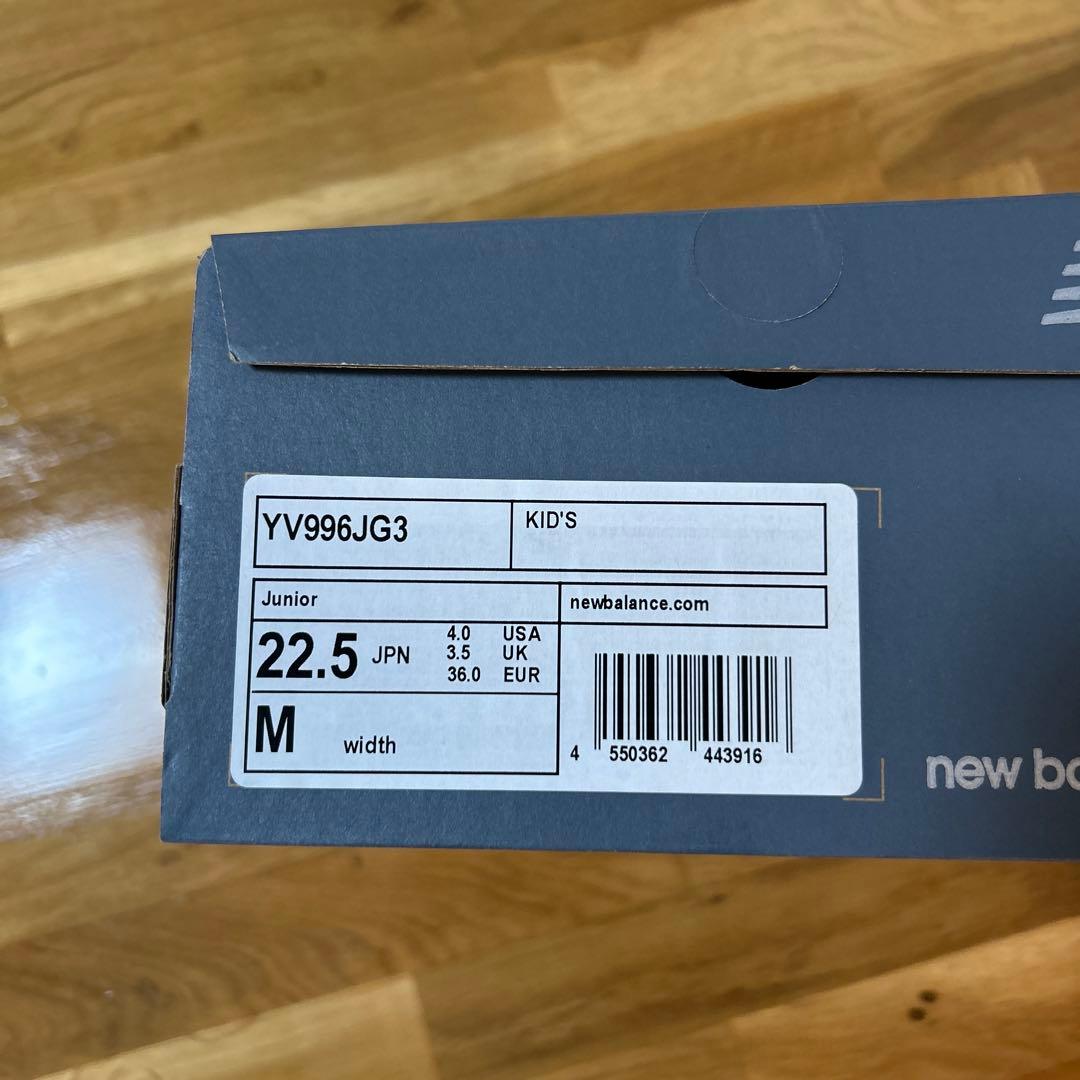 YV996JG3
KID'S
Junior
newbalance.com
22.5 JPN
4.0 USA
3.5 UK
36.0 EUR
M width
4 550362 443916
new ba